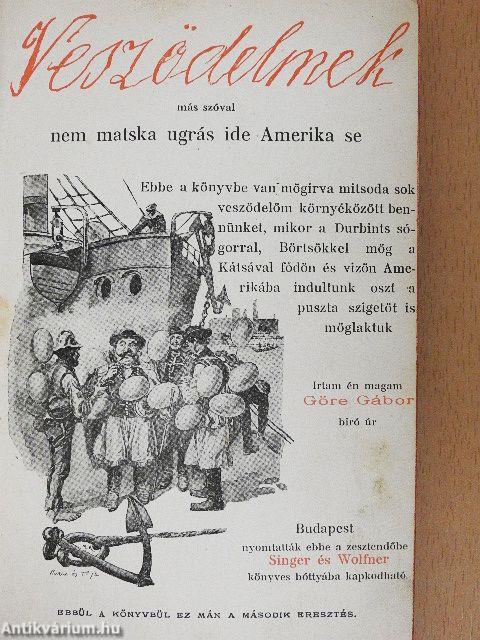 Veszödelmek
más szóval
nem matska ugrás ide Amerika se
Ebbe a könyvbe van mögirva mitsoda sok
veszödelöm környéközött ben-
nünket, mikor a Durbints só-
gorral, Börtsökkel mög a
Kátsával födön és vizön Ame-
rikába indultunk oszt a
puszta szigetöt is
möglaktuk
Irtam én magam
Göre Gábor
biró úr
Budapest
nyomtatták ebbe a zesztendőbe
Singer és Wolfner
könyves bóttyába kapkodható
EBBÜL A KÖNYVBÜL EZ MÁN A MÁSODIK ERESZTÉS.
Antikvárium.hu